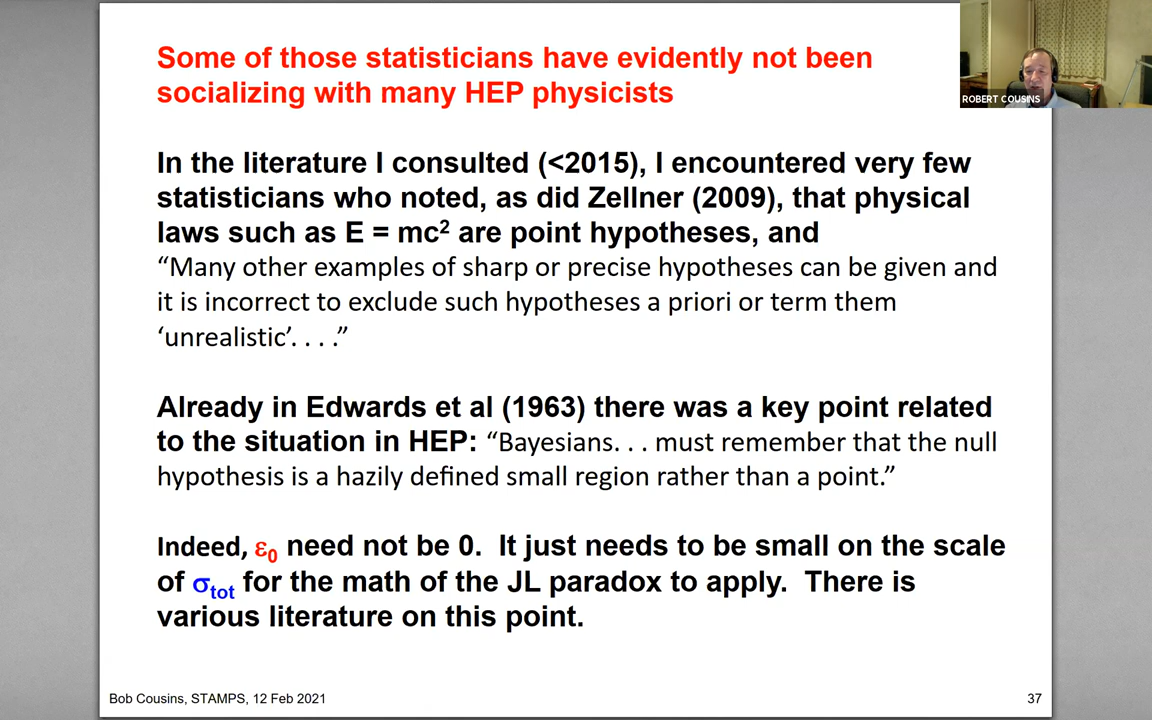 Some of those statisticians have evidently not been
socializing with many HEP physicists
ROBERT COUSINS
In the literature I consulted (<2015), I encountered very few
statisticians who noted, as did Zellner (2009), that physical
laws such as E = mc² are point hypotheses, and
“Many other examples of sharp or precise hypotheses can be given and
it is incorrect to exclude such hypotheses a priori or term them
‘unrealistic’. . . .”
Already in Edwards et al (1963) there was a key point related
to the situation in HEP: “Bayesians. . . must remember that the null
hypothesis is a hazily defined small region rather than a point.”
Indeed, ε₀ need not be 0.  It just needs to be small on the scale
of σtot for the math of the JL paradox to apply.  There is
various literature on this point.
Bob Cousins, STAMPS, 12 Feb 2021
37